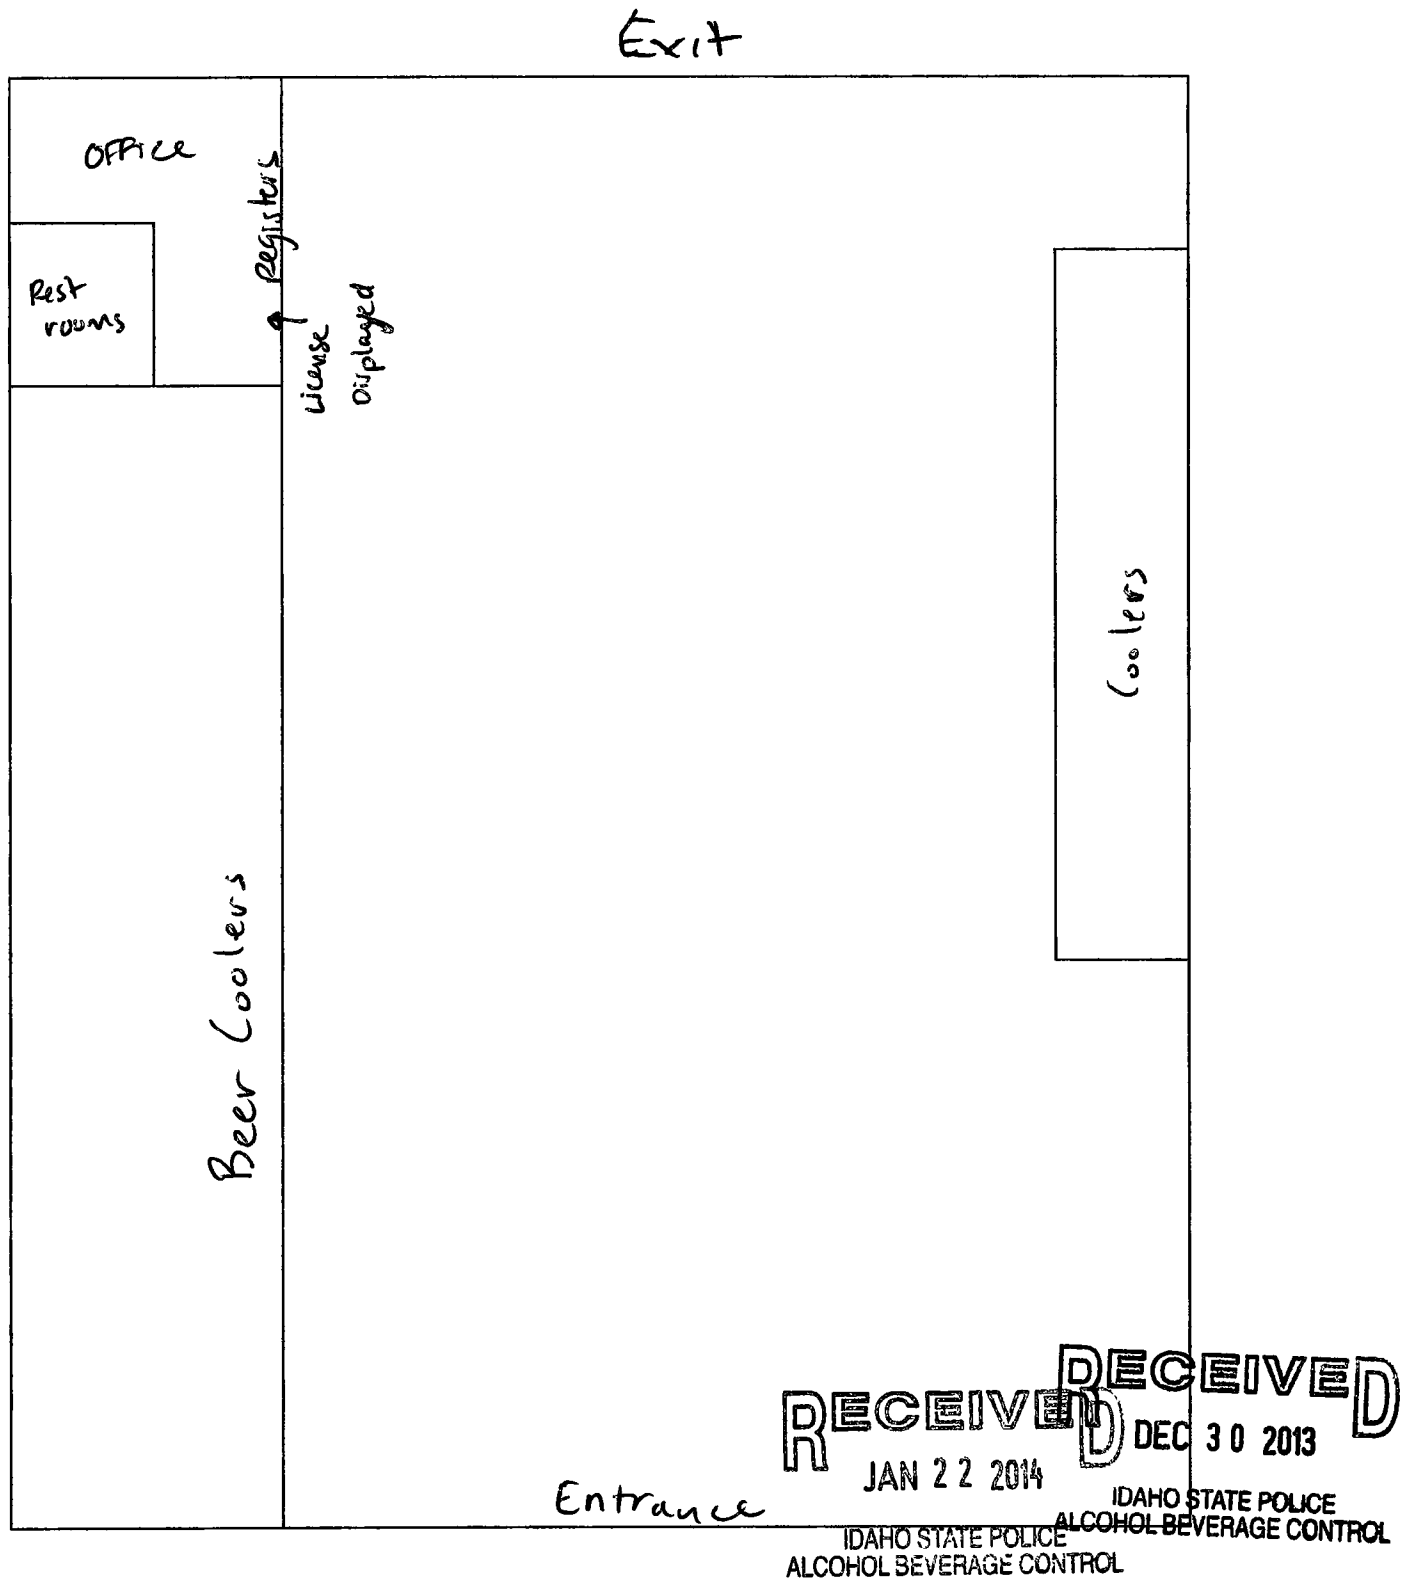 Exit
OFFice
Registers
Rest
rooms
License
Displayed
Coolers
Beer Coolers
Entrance
RECEIVED
JAN 22 2014
IDAHO STATE POLICE
ALCOHOL BEVERAGE CONTROL
RECEIVED
DEC 30 2013
IDAHO STATE POLICE
ALCOHOL BEVERAGE CONTROL